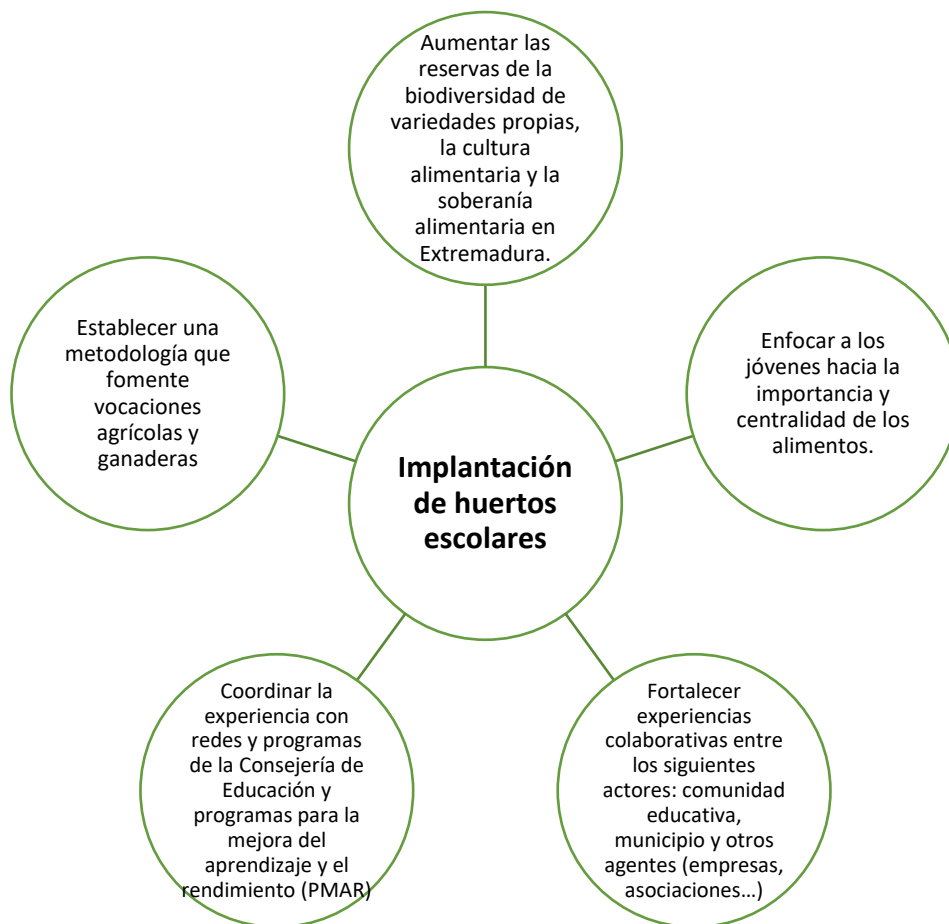 Aumentar las
reservas de la
biodiversidad de
variedades propias,
la cultura
alimentaria y la
soberanía
alimentaria en
Extremadura.
Establecer una
metodología que
fomente
vocaciones
agrícolas y
ganaderas
Enfocar a los
jóvenes hacia la
importancia y
centralidad de los
alimentos.
Implantación
de huertos
escolares
Coordinar la
experiencia con
redes y programas
de la Consejería de
Educación y
programas para la
mejora del
aprendizaje y el
rendimiento (PMAR)
Fortalecer
experiencias
colaborativas entre
los siguientes
actores: comunidad
educativa,
municipio y otros
agentes (empresas,
asociaciones…)